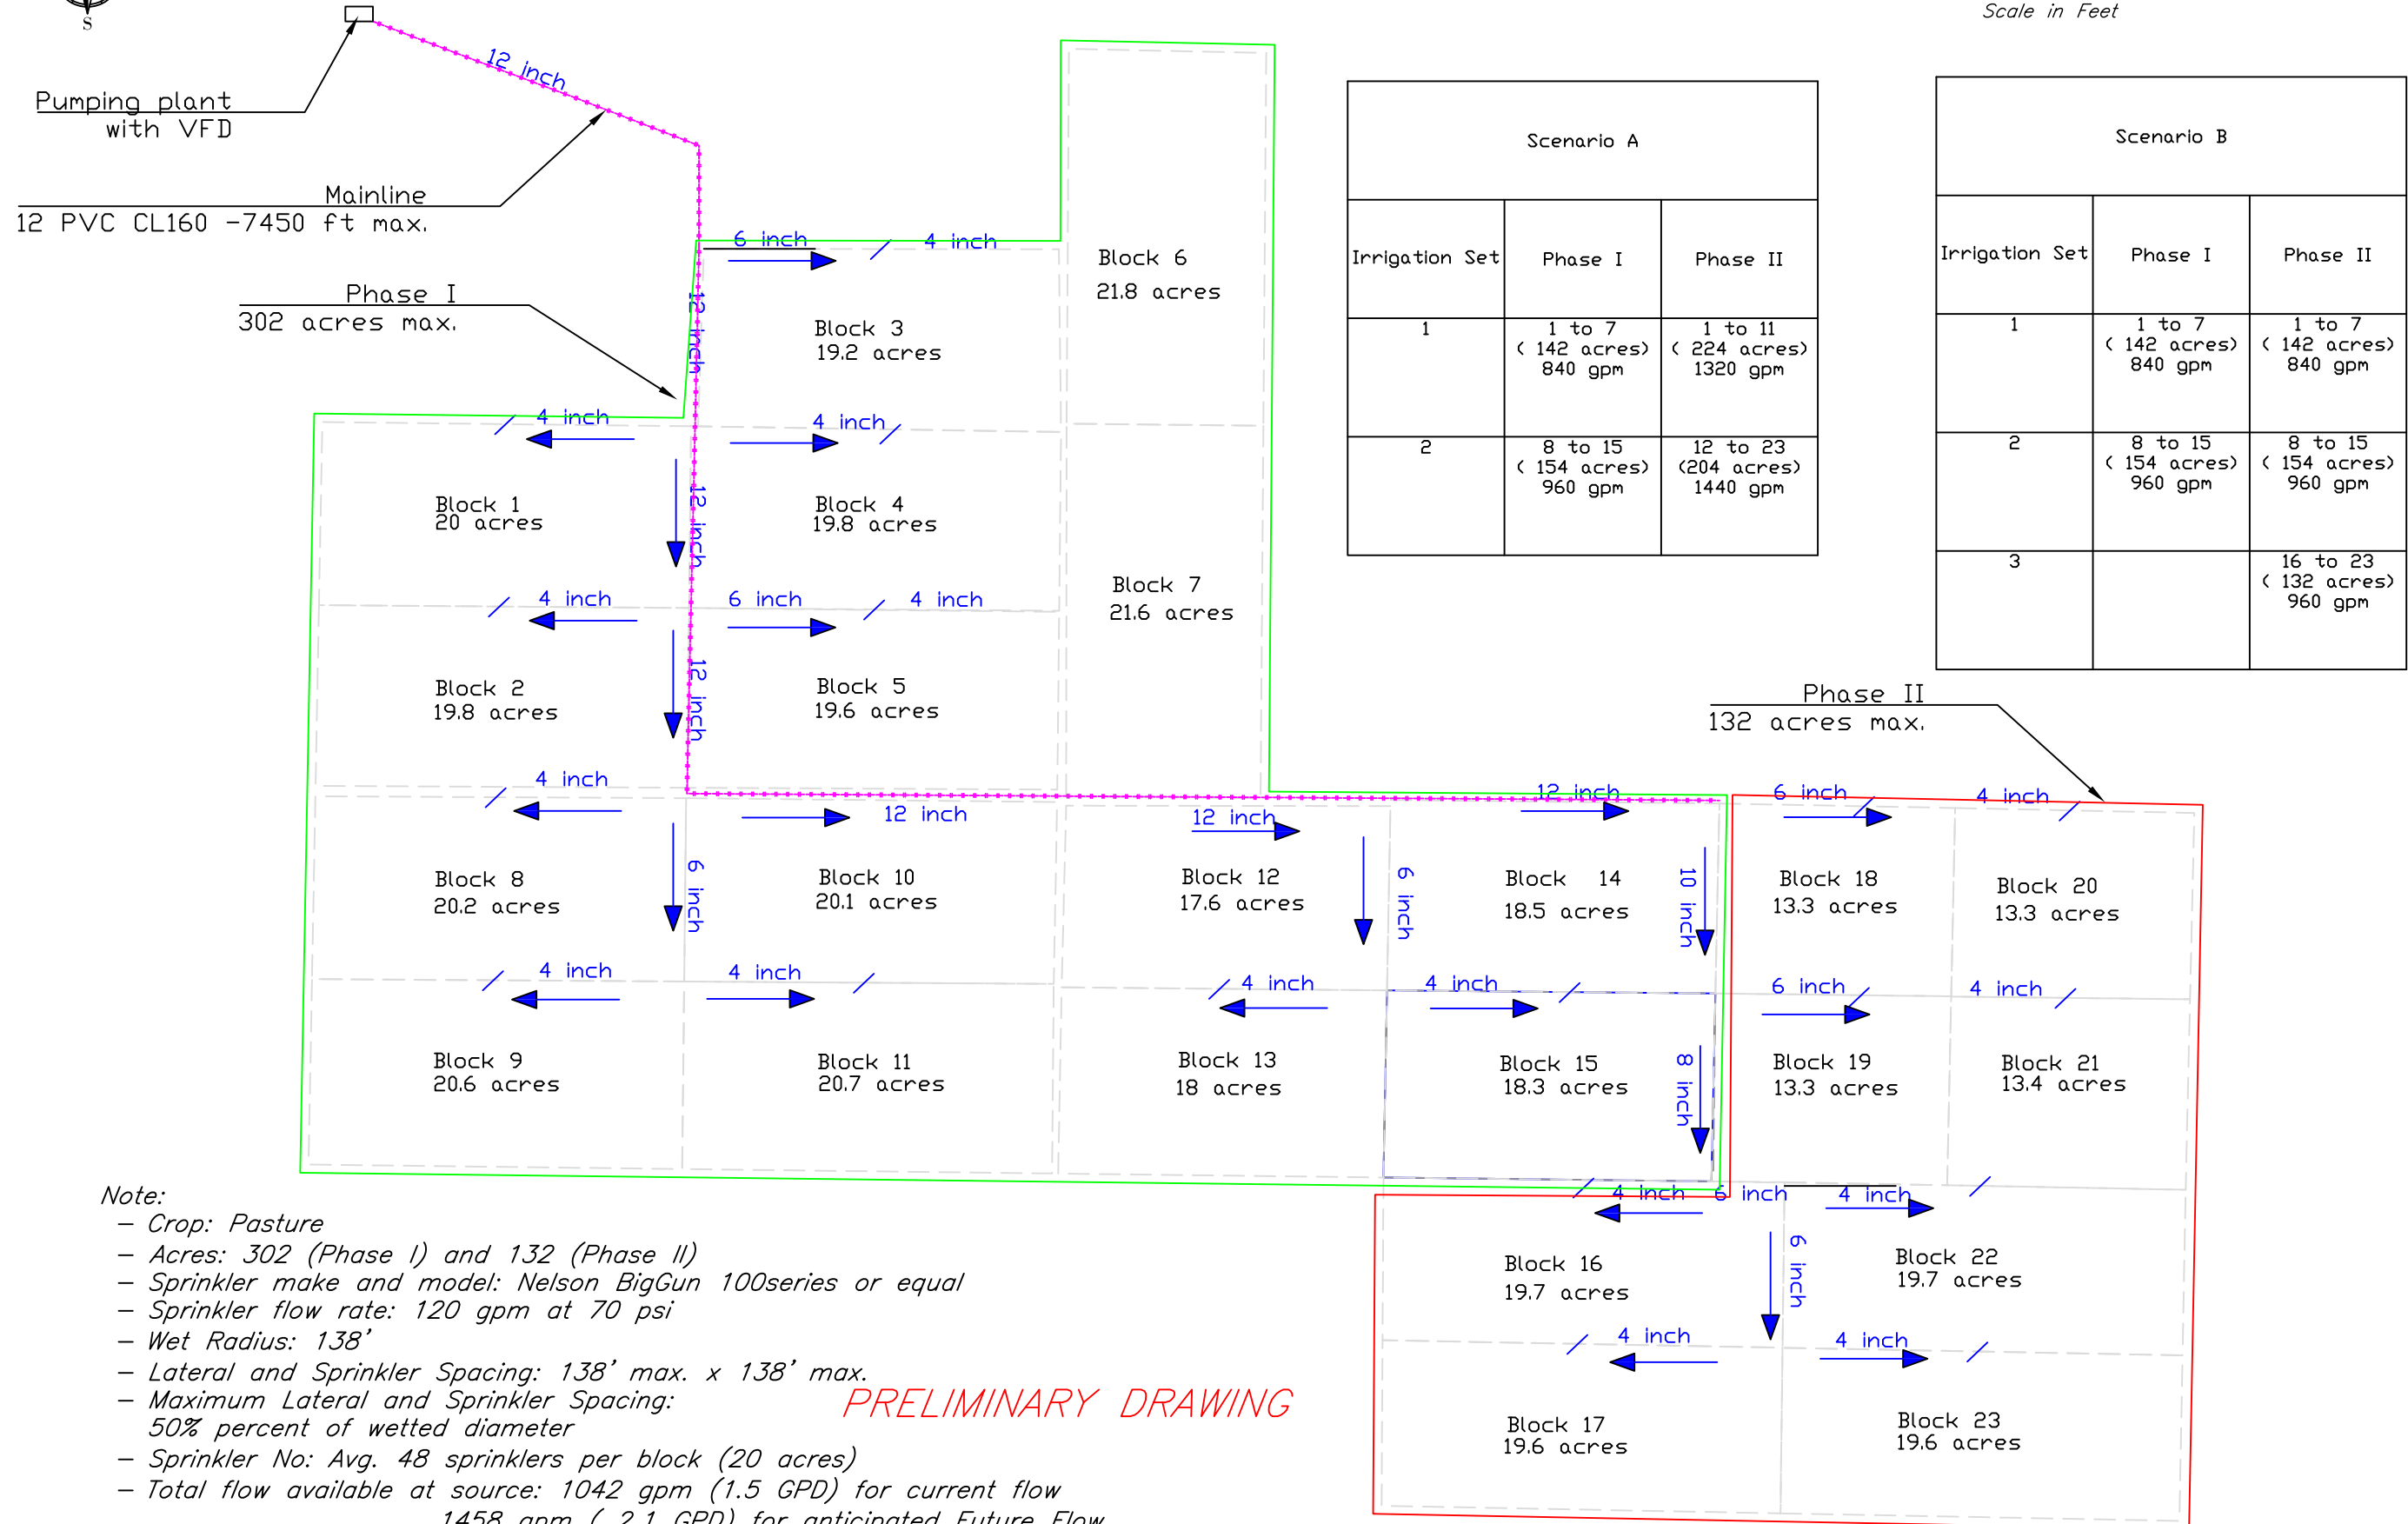 S
Scale in Feet
12 inch
Pumping plant
with VFD
Mainline
12 PVC CL160 -7450 ft max.
Phase I
302 acres max.
6 inch
4 inch
12 inch
Block 3
19.2 acres
Block 6
21.8 acres
4 inch
4 inch
Block 1
20 acres
12 inch
Block 4
19.8 acres
4 inch
6 inch
4 inch
Block 7
21.6 acres
Block 2
19.8 acres
12 inch
Block 5
19.6 acres
Scenario A
Irrigation Set
Phase I
Phase II
1
1 to 7
( 142 acres)
840 gpm
1 to 11
( 224 acres)
1320 gpm
2
8 to 15
( 154 acres)
960 gpm
12 to 23
(204 acres)
1440 gpm
Scenario B
Irrigation Set
Phase I
Phase II
1
1 to 7
( 142 acres)
840 gpm
1 to 7
( 142 acres)
840 gpm
2
8 to 15
( 154 acres)
960 gpm
8 to 15
( 154 acres)
960 gpm
3
16 to 23
( 132 acres)
960 gpm
Phase II
132 acres max.
4 inch
12 inch
12 inch
12 inch
6 inch
4 inch
Block 8
20.2 acres
6 inch
Block 10
20.1 acres
Block 12
17.6 acres
6 inch
Block 14
18.5 acres
10 inch
Block 18
13.3 acres
Block 20
13.3 acres
4 inch
4 inch
4 inch
4 inch
6 inch
4 inch
Block 9
20.6 acres
Block 11
20.7 acres
Block 13
18 acres
Block 15
18.3 acres
8 inch
Block 19
13.3 acres
Block 21
13.4 acres
4 inch
6 inch
4 inch
Block 16
19.7 acres
6 inch
Block 22
19.7 acres
4 inch
4 inch
Block 17
19.6 acres
Block 23
19.6 acres
Note:
- Crop: Pasture
- Acres: 302 (Phase I) and 132 (Phase II)
- Sprinkler make and model: Nelson BigGun 100series or equal
- Sprinkler flow rate: 120 gpm at 70 psi
- Wet Radius: 138'
- Lateral and Sprinkler Spacing: 138' max. x 138' max.
- Maximum Lateral and Sprinkler Spacing:
50% percent of wetted diameter
- Sprinkler No: Avg. 48 sprinklers per block (20 acres)
- Total flow available at source: 1042 gpm (1.5 GPD) for current flow
1458 gpm ( 2.1 GPD) for anticipated Future Flow
PRELIMINARY DRAWING